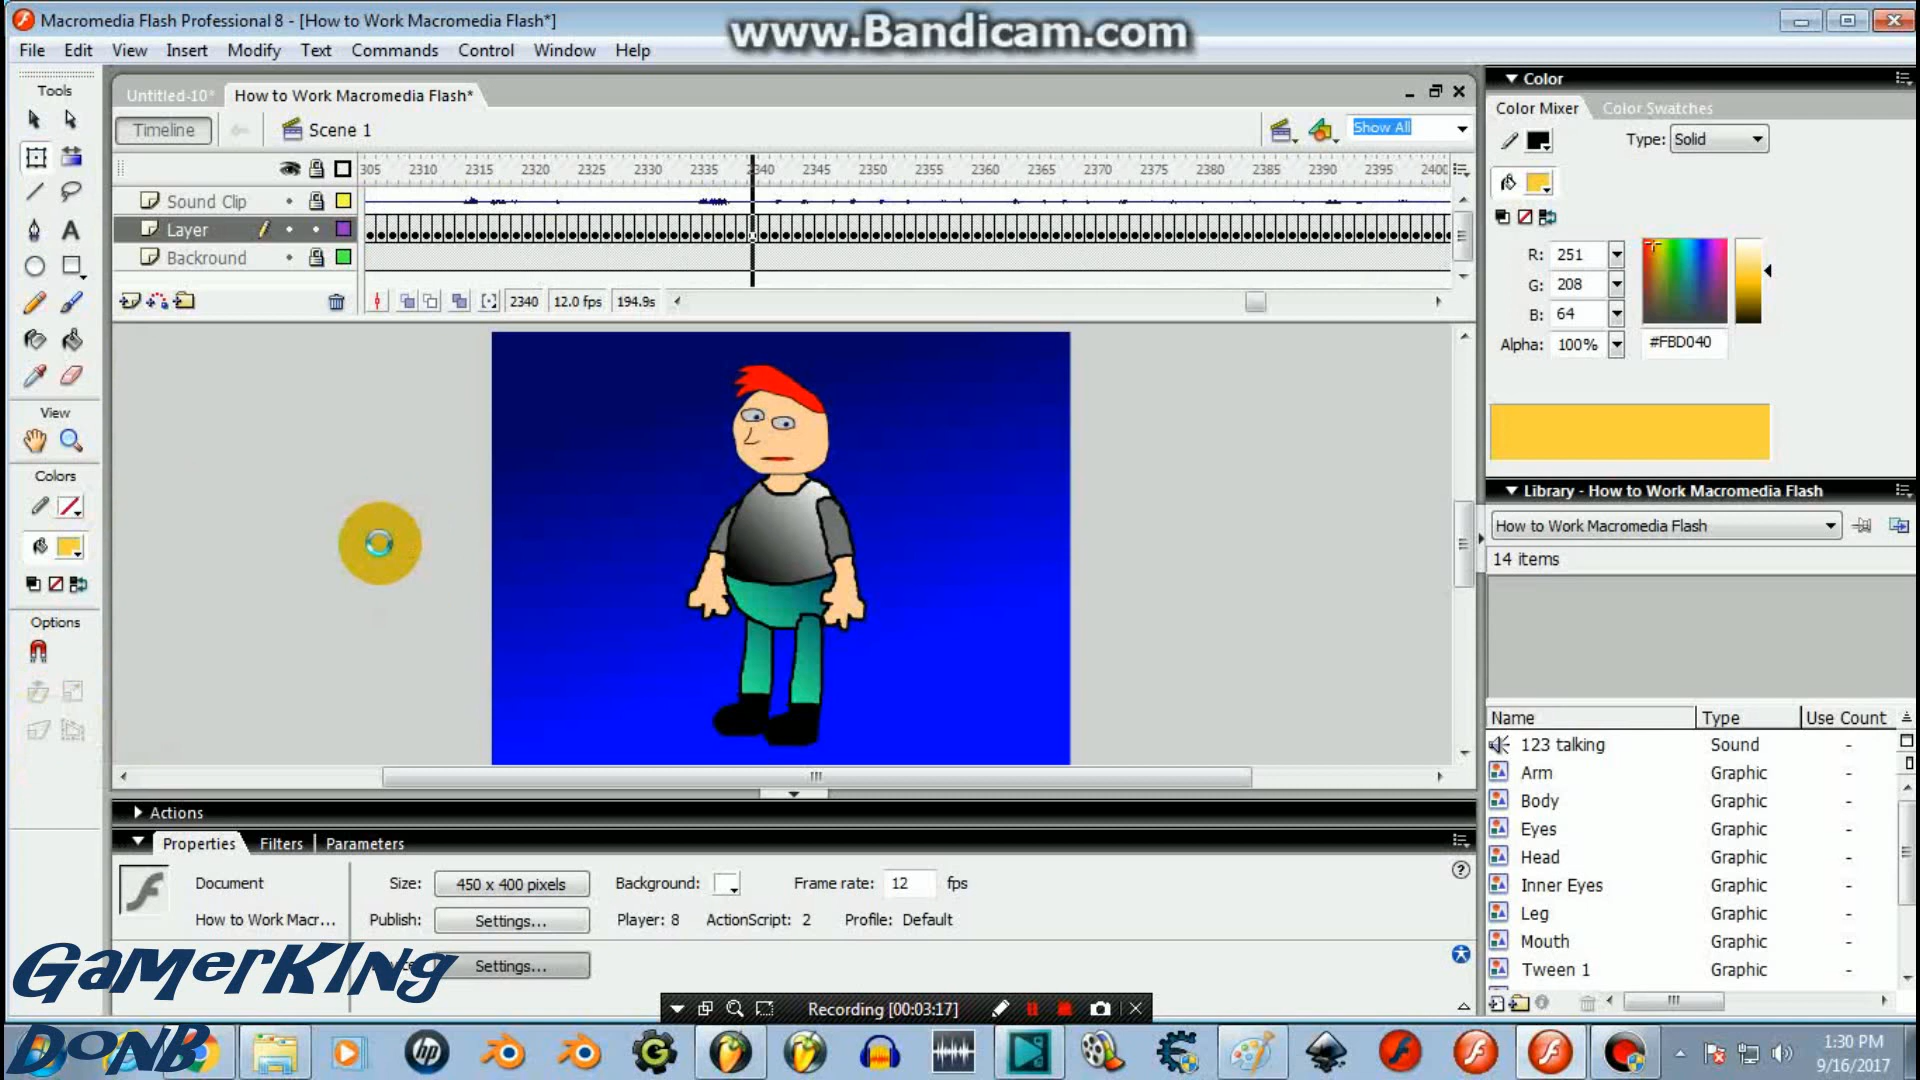 Macromedia Flash Professional 8 - [How to Work Macromedia Flash*]
www.Bandicam.com
File Edit View Insert Modify Text Commands Control Window Help
Tools
Untitled-10* How to Work Macromedia Flash*
Timeline Scene 1 Show All
305 2310 2315 2320 2325 2330 2335 2340 2345 2350 2355 2360 2365 2370 2375 2380 2385 2390 2395 2400
Sound Clip
Layer
Backround
2340 12.0 fps 194.9s
View
Colors
Options
Color
Color Mixer Color Swatches
Type: Solid
R: 251
G: 208
B: 64
Alpha: 100% #FBD040
Library - How to Work Macromedia Flash
How to Work Macromedia Flash
14 items
Name Type Use Count
123 talking Sound -
Arm Graphic -
Body Graphic -
Eyes Graphic -
Head Graphic -
Inner Eyes Graphic -
Leg Graphic -
Mouth Graphic -
Tween 1 Graphic -
Actions
Properties Filters Parameters
Document Size: 450 x 400 pixels Background: Frame rate: 12 fps
How to Work Macr... Publish: Settings... Player: 8 ActionScript: 2 Profile: Default
Settings...
GamerKIng
DonB
Recording [00:03:17]
hp
1:30 PM
9/16/2017